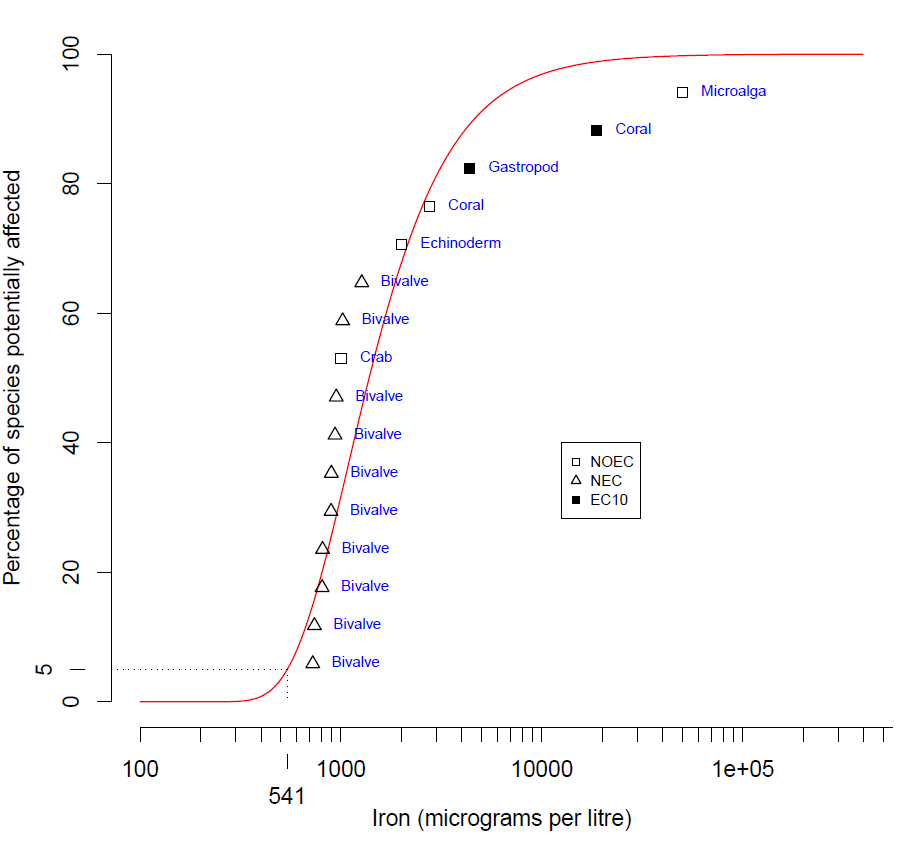 Percentage of species potentially affected
100
80
60
40
20
5
0
Microalga
Coral
Gastropod
Coral
Echinoderm
Bivalve
Bivalve
Crab
Bivalve
Bivalve
Bivalve
Bivalve
Bivalve
Bivalve
Bivalve
Bivalve
NOEC
NEC
EC10
100 1000 10000 1e+05
541
Iron (micrograms per litre)